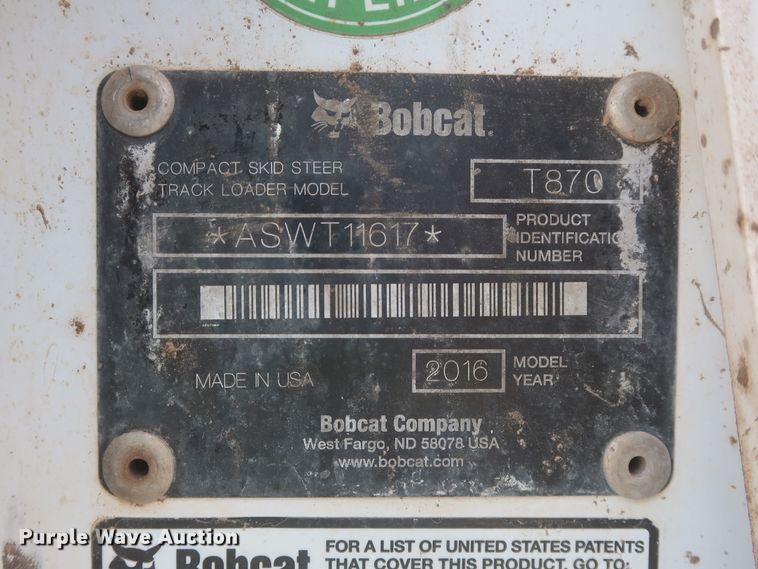 Bobcat
COMPACT SKID STEER
TRACK LOADER MODEL
T870
*ASWT11617*
PRODUCT
IDENTIFICATIO
NUMBER
MADE IN USA
2016
MODEL
YEAR
Bobcat Company
West Fargo, ND 58078 USA
www.bobcat.com
Purple Wave Auction
Bobcat
FOR A LIST OF UNITED STATES PATENTS
THAT COVER THIS PRODUCT, GO TO: